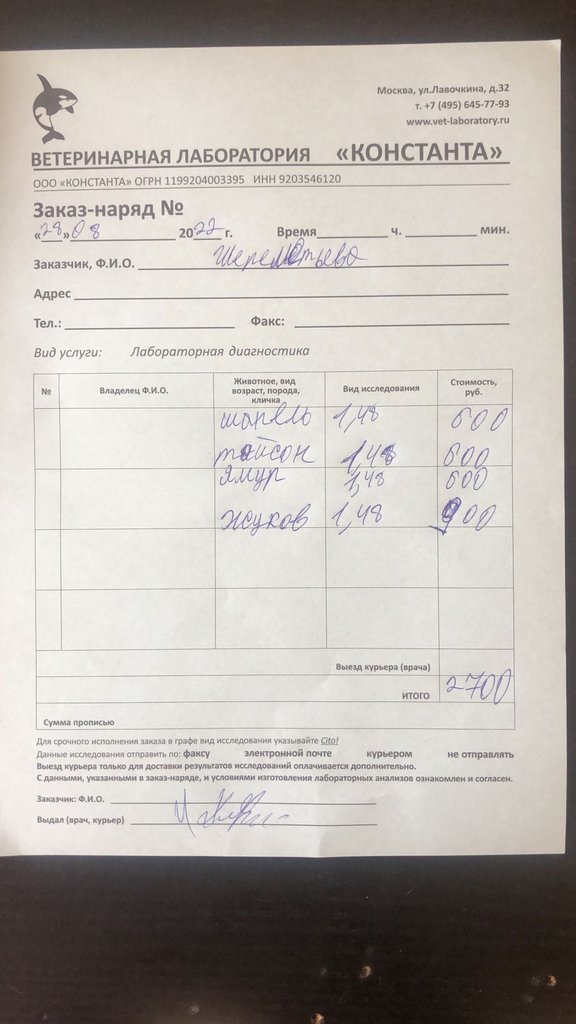 Москва, ул.Лавочкина, д.32
т. +7 (495) 645-77-93
www.vet-laboratory.ru
ВЕТЕРИНАРНАЯ ЛАБОРАТОРИЯ «КОНСТАНТА»
ООО «КОНСТАНТА» ОГРН 1199204003395 ИНН 9203546120
Заказ-наряд №
«28» 08 2022 г. Время ч. мин.
Заказчик, Ф.И.О. Шереметьева
Адрес
Тел.: Факс:
Вид услуги: Лабораторная диагностика
№ Владелец Ф.И.О. Животное, вид возраст, порода, кличка Вид исследования Стоимость, руб.
шанель 1,48 600
тайсон 1,48 600
Ямур 1,48 600
Жуков 1,48 900
Выезд курьера (врача)
ИТОГО 2700
Сумма прописью
Для срочного исполнения заказа в графе вид исследования указывайте Cito!
Данные исследования отправить по: факсу электронной почте курьером не отправлять
Выезд курьера только для доставки результатов исследований оплачивается дополнительно.
С данными, указанными в заказ-наряде, и условиями изготовления лабораторных анализов ознакомлен и согласен.
Заказчик: Ф.И.О.
Выдал (врач, курьер)